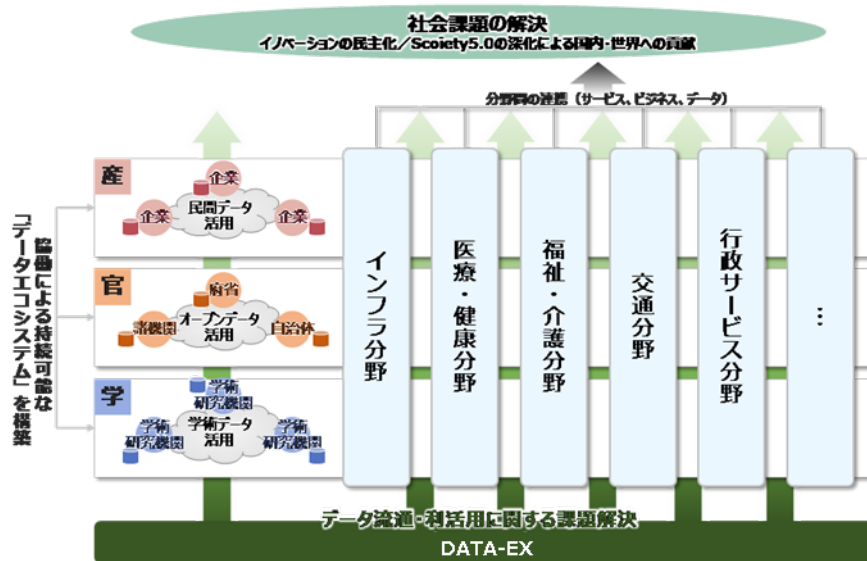 社会課題の解決
イノベーションの民主化／Scoiety5.0の深化による国内・世界への貢献
分野間の連携（サービス、ビジネス、データ）
協働による持続可能な
「データエコシステム」を構築
産
企業
企業
民間データ
活用
企業
官
府省
諸機関
オープンデータ
活用
自治体
学
学術
研究機関
学術
研究機関
学術データ
活用
学術
研究機関
インフラ分野
医療・健康分野
福祉・介護分野
交通分野
行政サービス分野
…
データ流通・利活用に関する課題解決
DATA-EX